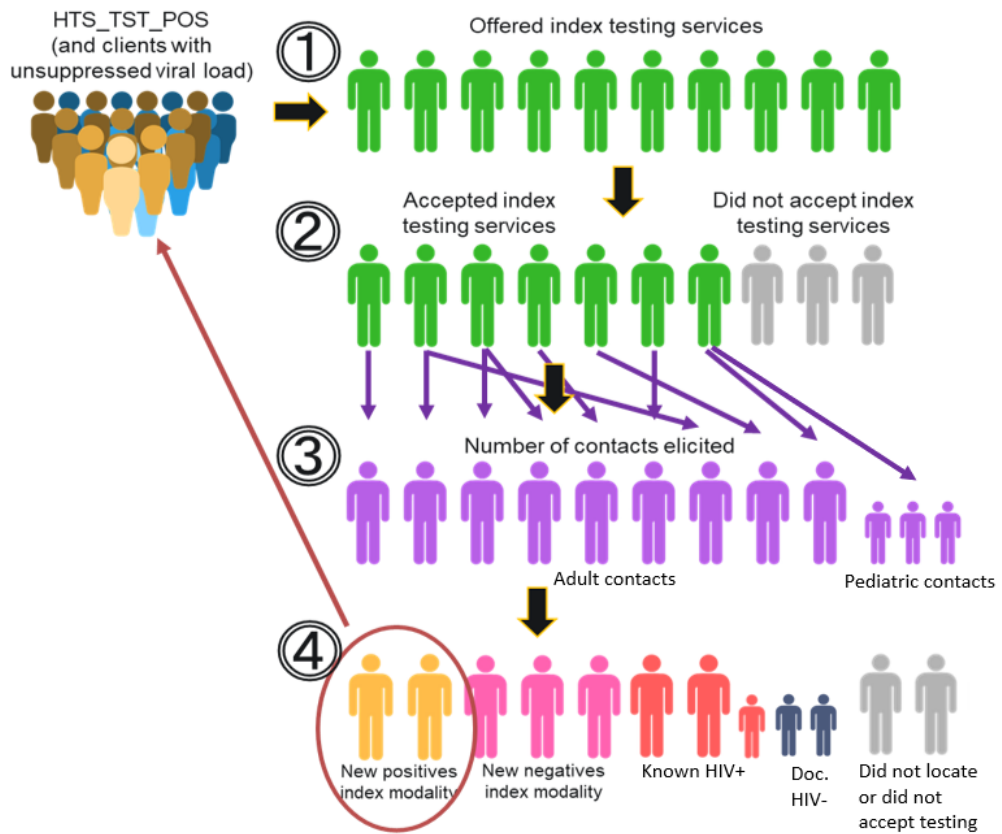 HTS_TST_POS
(and clients with
unsuppressed viral load)
1
Offered index testing services
2
Accepted index
testing services
Did not accept index
testing services
3
Number of contacts elicited
Adult contacts
Pediatric contacts
4
New positives
index modality
New negatives
index modality
Known HIV+
Doc.
HIV-
Did not locate
or did not
accept testing